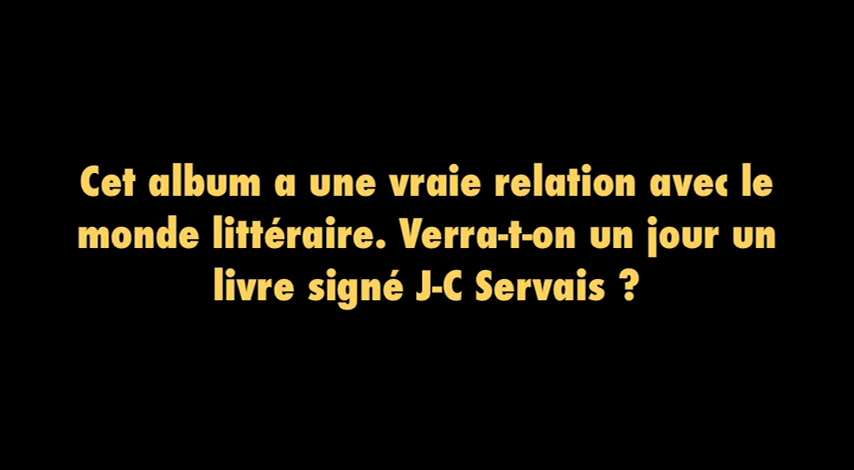 Cet album a une vraie relation avec le
monde littéraire. Verra-t-on un jour un
livre signé J-C Servais ?